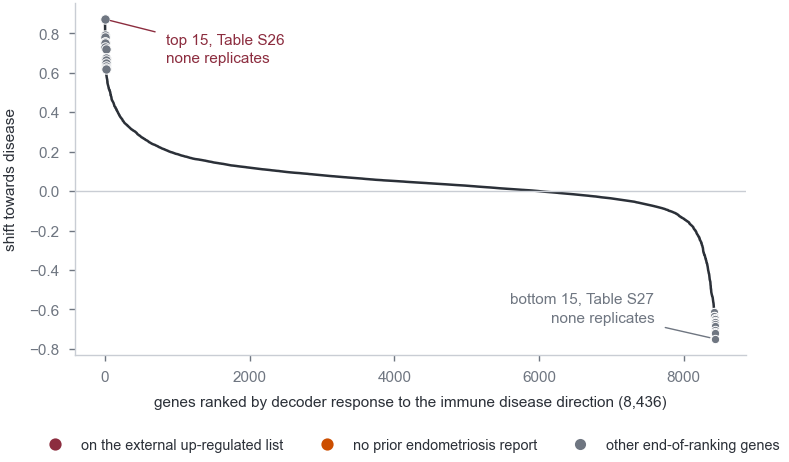 0.8
0.6
0.4
0.2
0.0
−0.2
−0.4
−0.6
−0.8
shift towards disease
top 15, Table S26
none replicates
bottom 15, Table S27
none replicates
0 2000 4000 6000 8000
genes ranked by decoder response to the immune disease direction (8,436)
on the external up-regulated list no prior endometriosis report other end-of-ranking genes